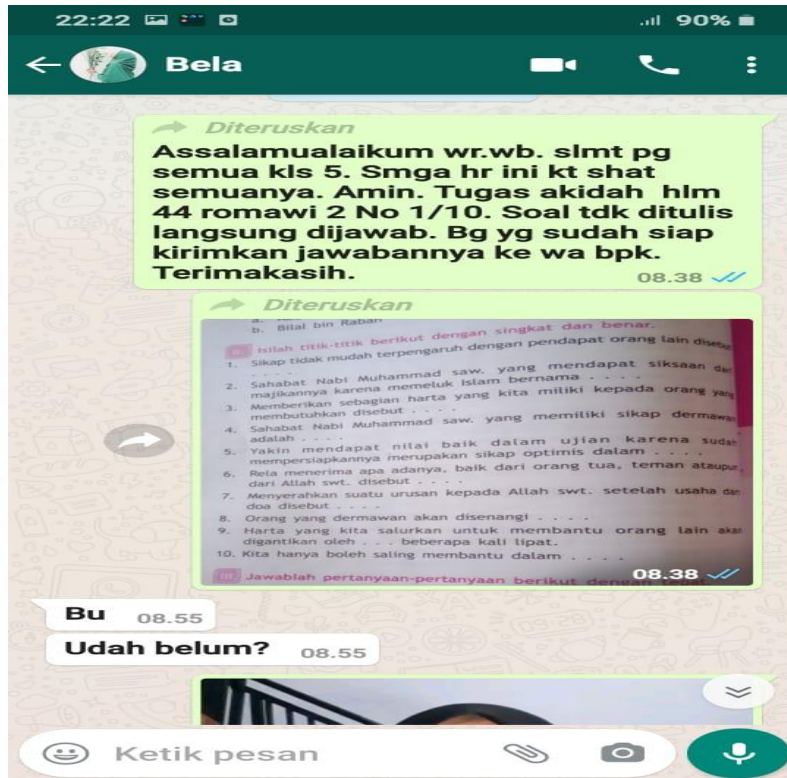 22:22
90%
Bela
Diteruskan
Assalamualaikum wr.wb. slmt pg
semua kls 5. Smga hr ini kt shat
semuanya. Amin. Tugas akidah hlm
44 romawi 2 No 1/10. Soal tdk ditulis
langsung dijawab. Bg yg sudah siap
kirimkan jawabannya ke wa bpk.
Terimakasih.
08.38
Diteruskan
b. Bilal bin Rabah
Isilah titik-titik berikut dengan singkat dan benar.
1. Sikap tidak mudah terpengaruh dengan pendapat orang lain disebut
. . . .
2. Sahabat Nabi Muhammad saw. yang mendapat siksaan dari
majikannya karena memeluk Islam bernama . . . .
3. Memberikan sebagian harta yang kita miliki kepada orang yang
membutuhkan disebut . . . .
4. Sahabat Nabi Muhammad saw. yang memiliki sikap dermawan
adalah . . . .
5. Yakin mendapat nilai baik dalam ujian karena sudah
mempersiapkannya merupakan sikap optimis dalam . . . .
6. Rela menerima apa adanya, baik dari orang tua, teman ataupun
dari Allah swt. disebut . . . .
7. Menyerahkan suatu urusan kepada Allah swt. setelah usaha dan
doa disebut . . . .
8. Orang yang dermawan akan disenangi . . . .
9. Harta yang kita salurkan untuk membantu orang lain akan
digantikan oleh . . . beberapa kali lipat.
10. Kita hanya boleh saling membantu dalam . . . .
III Jawablah pertanyaan-pertanyaan berikut dengan tepat
08.38
Bu 08.55
Udah belum? 08.55
Ketik pesan